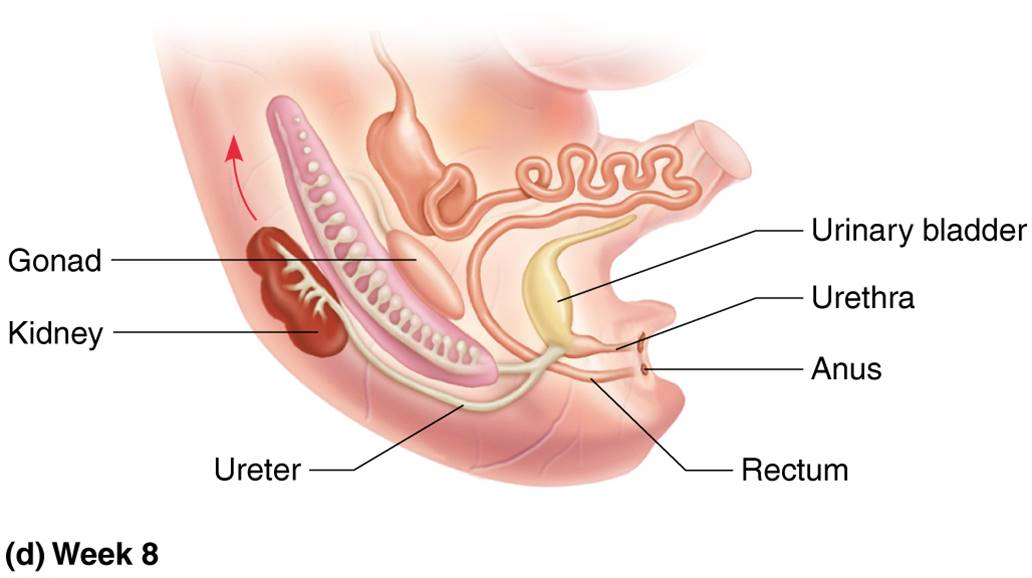 Urinary bladder
Gonad
Urethra
Kidney
Anus
Ureter
Rectum
(d) Week 8